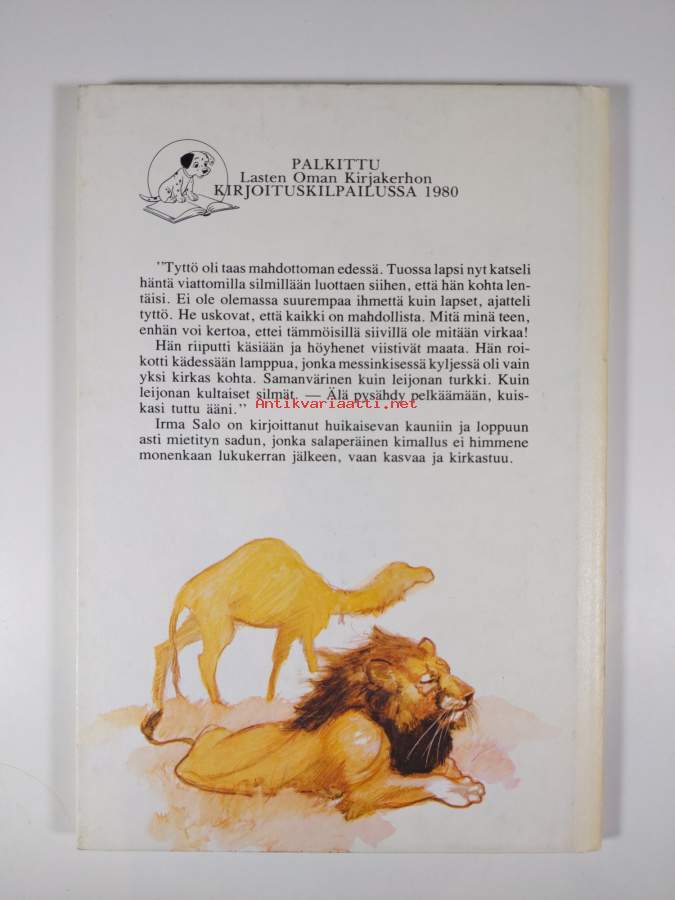 PALKITTU
Lasten Oman Kirjakerhon
KIRJOITUSKILPAILUSSA 1980
"Tyttö oli taas mahdottoman edessä. Tuossa lapsi nyt katseli
häntä viattomilla silmillään luottaen siihen, että hän kohta len-
täisi. Ei ole olemassa suurempaa ihmettä kuin lapset, ajatteli
tyttö. He uskovat, että kaikki on mahdollista. Mitä minä teen,
enhän voi kertoa, ettei tämmöisillä siivillä ole mitään virkaa!
Hän riiputti käsiään ja höyhenet viistivät maata. Hän roi-
kotti kädessään lamppua, jonka messinkisessä kyljessä oli vain
yksi kirkas kohta. Samanvärinen kuin leijonan turkki. Kuin
leijonan kultaiset silmät. — Älä pysähdy pelkäämään, kuis-
kasi tuttu ääni."
Antikvariaatti.net
Irma Salo on kirjoittanut huikaisevan kauniin ja loppuun
asti mietityn sadun, jonka salaperäinen kimallus ei himmene
monenkaan lukukerran jälkeen, vaan kasvaa ja kirkastuu.